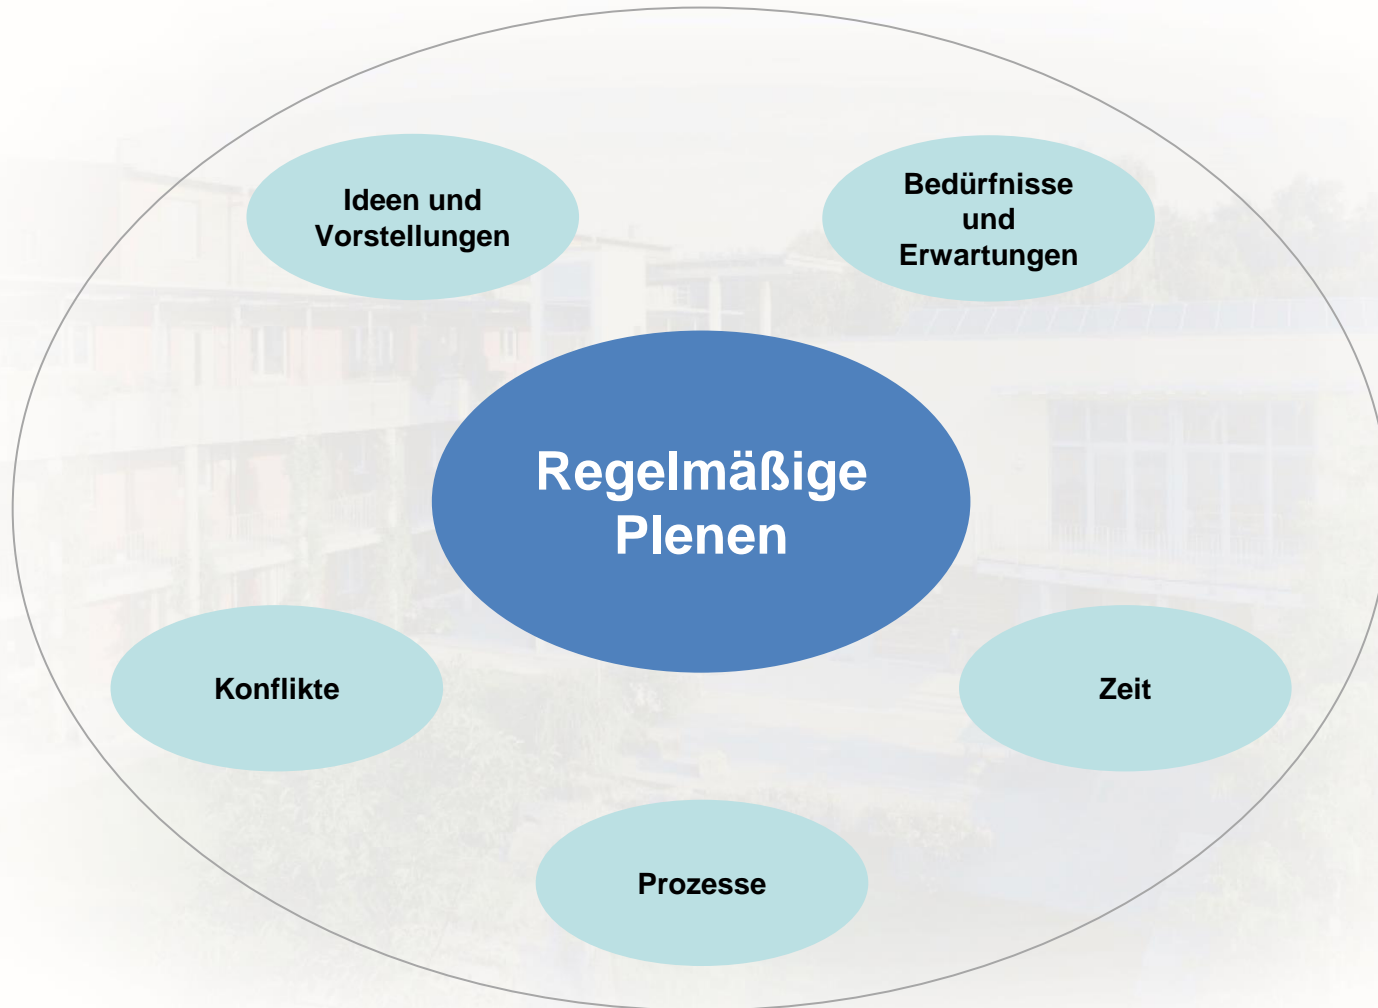 Ideen und
Vorstellungen
Bedürfnisse
und
Erwartungen
Regelmäßige
Plenen
Konflikte
Zeit
Prozesse